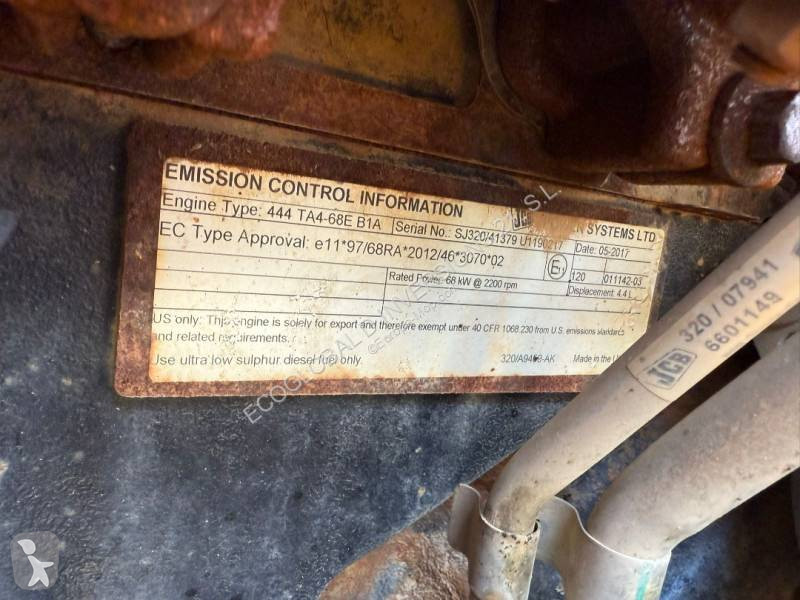 EMISSION CONTROL INFORMATION
SYSTEMS LTD
Engine Type: 444 TA4-68E B1A
Serial No.: SJ320/41379 U1190217
Date: 05-2017
EC Type Approval: e11*97/68RA*2012/46*3070*02
120
011142-03
Rated Power: 68 kW @ 2200 rpm
Displacement: 4.4
US only: This engine is solely for export and therefore exempt under 40 CFR 1068.230 from U.S. emissions standards
and related requirements.
Use ultra low sulphur diesel fuel only.
Made in the
JCB 320 / 07941
6601149